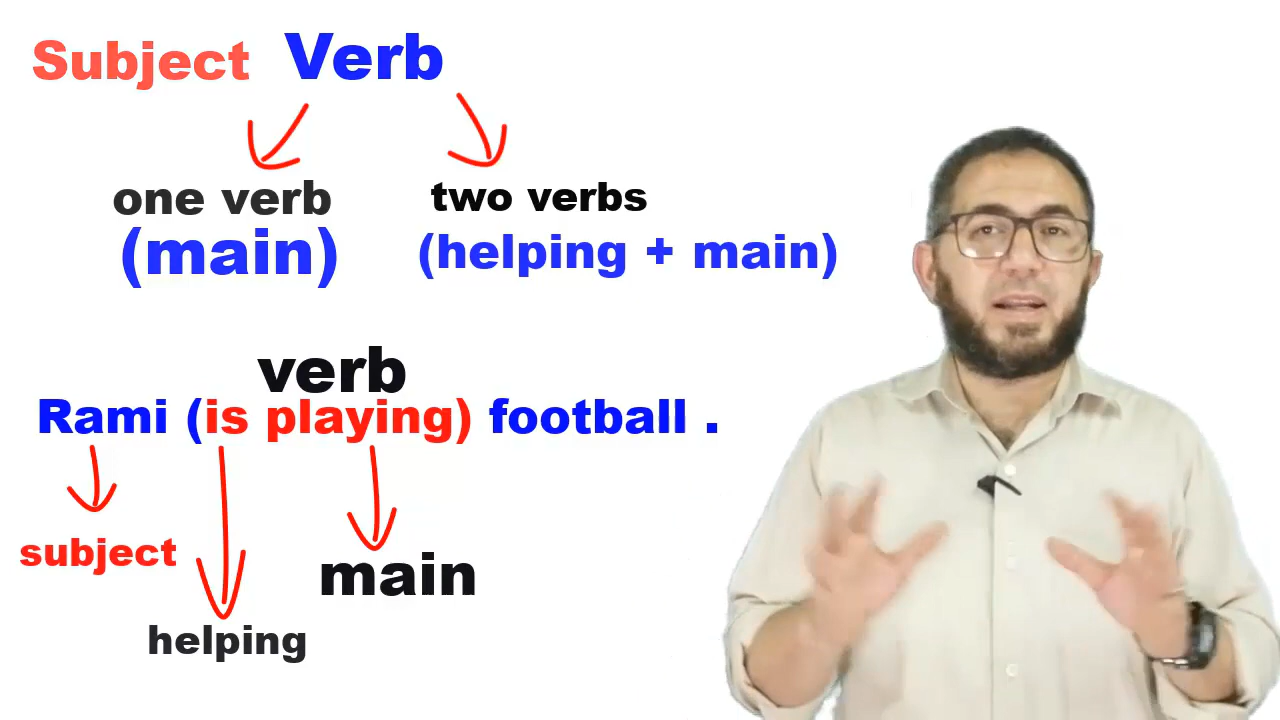 Subject Verb
one verb two verbs
(main) (helping + main)
verb
Rami (is playing) football .
subject
main
helping